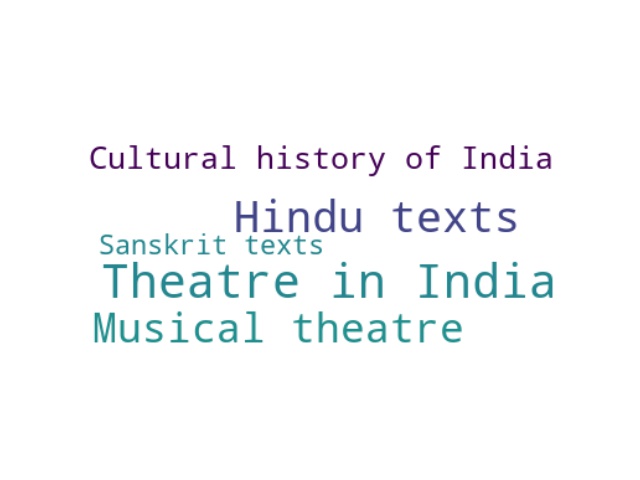 Cultural history of India
Hindu texts
Sanskrit texts
Theatre in India
Musical theatre